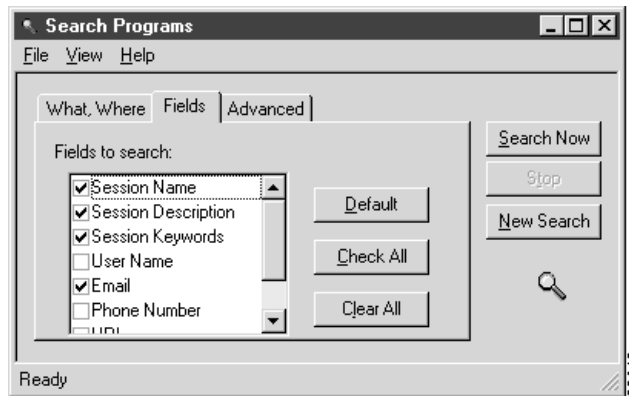 Search Programs
File View Help
What, Where Fields Advanced
Fields to search:
Session Name
Session Description
Session Keywords
User Name
Email
Phone Number
Default
Check All
Clear All
Search Now
Stop
New Search
Ready